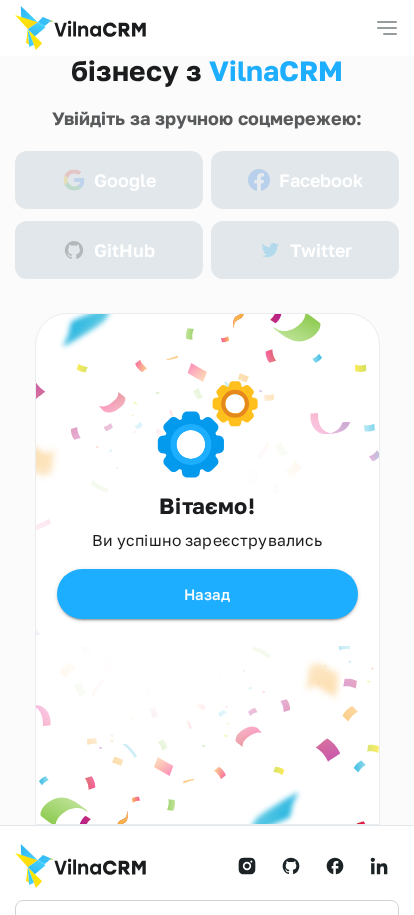 VilnaCRM
бізнесу з VilnaCRM
Увійдіть за зручною соцмережею:
Google
Facebook
GitHub
Twitter
Вітаємо!
Ви успішно зареєструвались
Назад
VilnaCRM